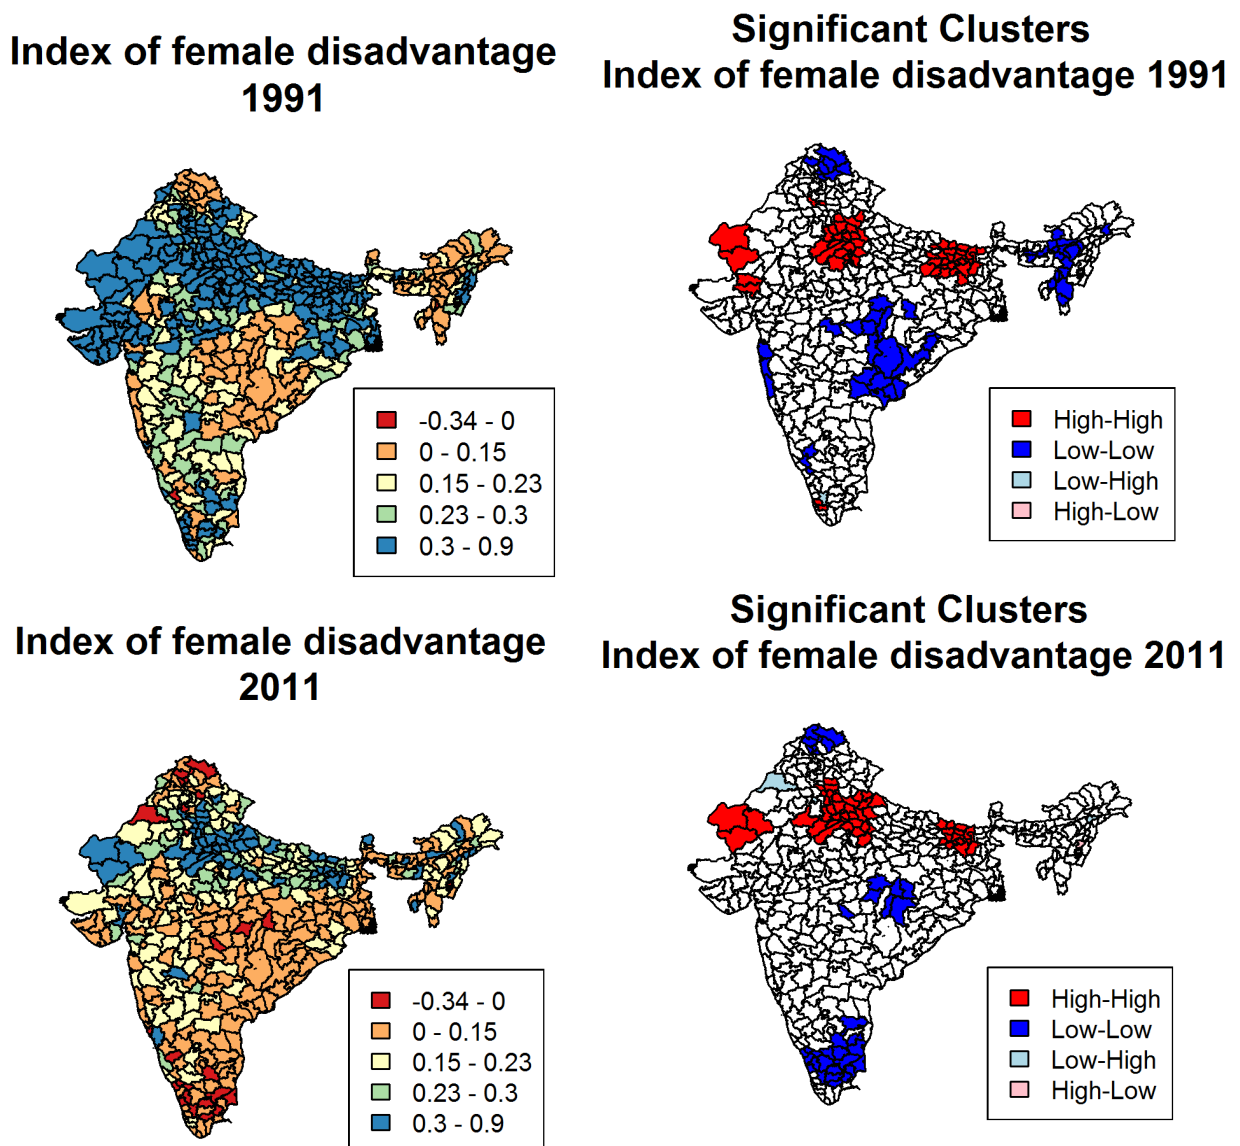 Index of female disadvantage
1991
Significant Clusters
Index of female disadvantage 1991
-0.34 - 0
0 - 0.15
0.15 - 0.23
0.23 - 0.3
0.3 - 0.9
High-High
Low-Low
Low-High
High-Low
Index of female disadvantage
2011
Significant Clusters
Index of female disadvantage 2011
-0.34 - 0
0 - 0.15
0.15 - 0.23
0.23 - 0.3
0.3 - 0.9
High-High
Low-Low
Low-High
High-Low